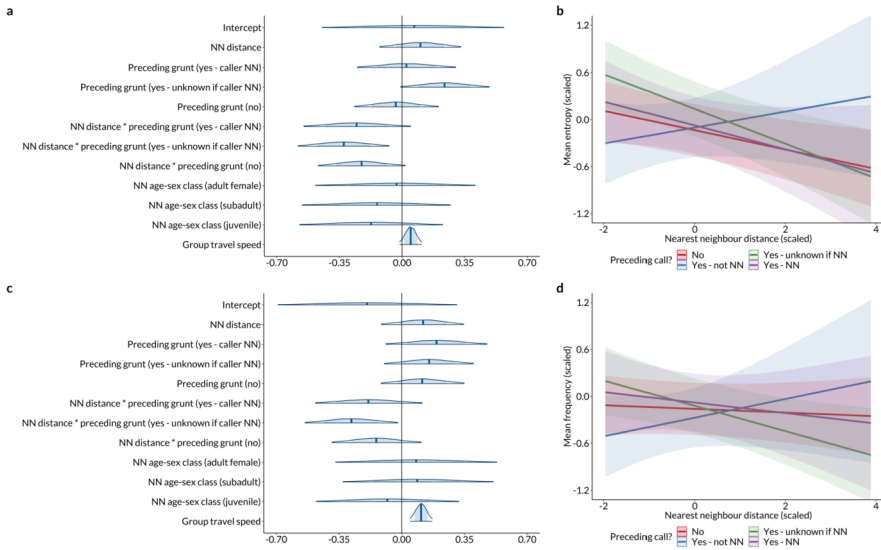 a
Intercept
NN distance
Preceding grunt (yes - caller NN)
Preceding grunt (yes - unknown if caller NN)
Preceding grunt (no)
NN distance * preceding grunt (yes - caller NN)
NN distance * preceding grunt (yes - unknown if caller NN)
NN distance * preceding grunt (no)
NN age-sex class (adult female)
NN age-sex class (subadult)
NN age-sex class (juvenile)
Group travel speed
-0.70 -0.35 0.00 0.35 0.70
b
Mean entropy (scaled)
1.2
0.6
0.0
-0.6
-1.2
-2 0 2 4
Nearest neighbour distance (scaled)
Preceding call? No Yes - unknown if NN
Yes - not NN Yes - NN
c
Intercept
NN distance
Preceding grunt (yes - caller NN)
Preceding grunt (yes - unknown if caller NN)
Preceding grunt (no)
NN distance * preceding grunt (yes - caller NN)
NN distance * preceding grunt (yes - unknown if caller NN)
NN distance * preceding grunt (no)
NN age-sex class (adult female)
NN age-sex class (subadult)
NN age-sex class (juvenile)
Group travel speed
-0.70 -0.35 0.00 0.35 0.70
d
Mean frequency (scaled)
1.2
0.6
0.0
-0.6
-1.2
-2 0 2 4
Nearest neighbour distance (scaled)
Preceding call? No Yes - unknown if NN
Yes - not NN Yes - NN